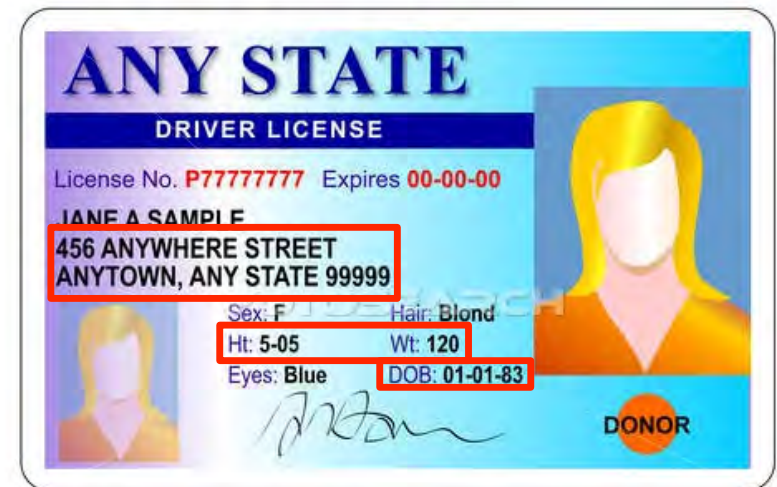 ANY STATE
DRIVER LICENSE
License No. P77777777 Expires 00-00-00
JANE A SAMPLE
456 ANYWHERE STREET
ANYTOWN, ANY STATE 99999
Sex: F Hair: Blond
Ht: 5-05 Wt: 120
Eyes: Blue DOB: 01-01-83
DONOR